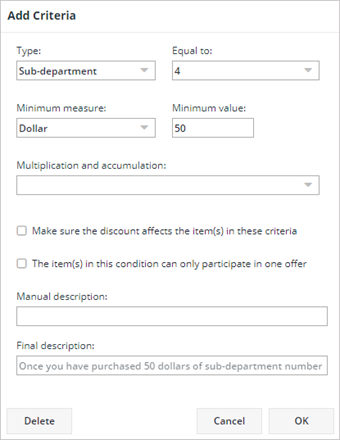 Add Criteria
Type: Equal to:
Sub-department 4
Minimum measure: Minimum value:
Dollar 50
Multiplication and accumulation:
Make sure the discount affects the item(s) in these criteria
The item(s) in this condition can only participate in one offer
Manual description:
Final description:
Once you have purchased 50 dollars of sub-department number
Delete Cancel OK